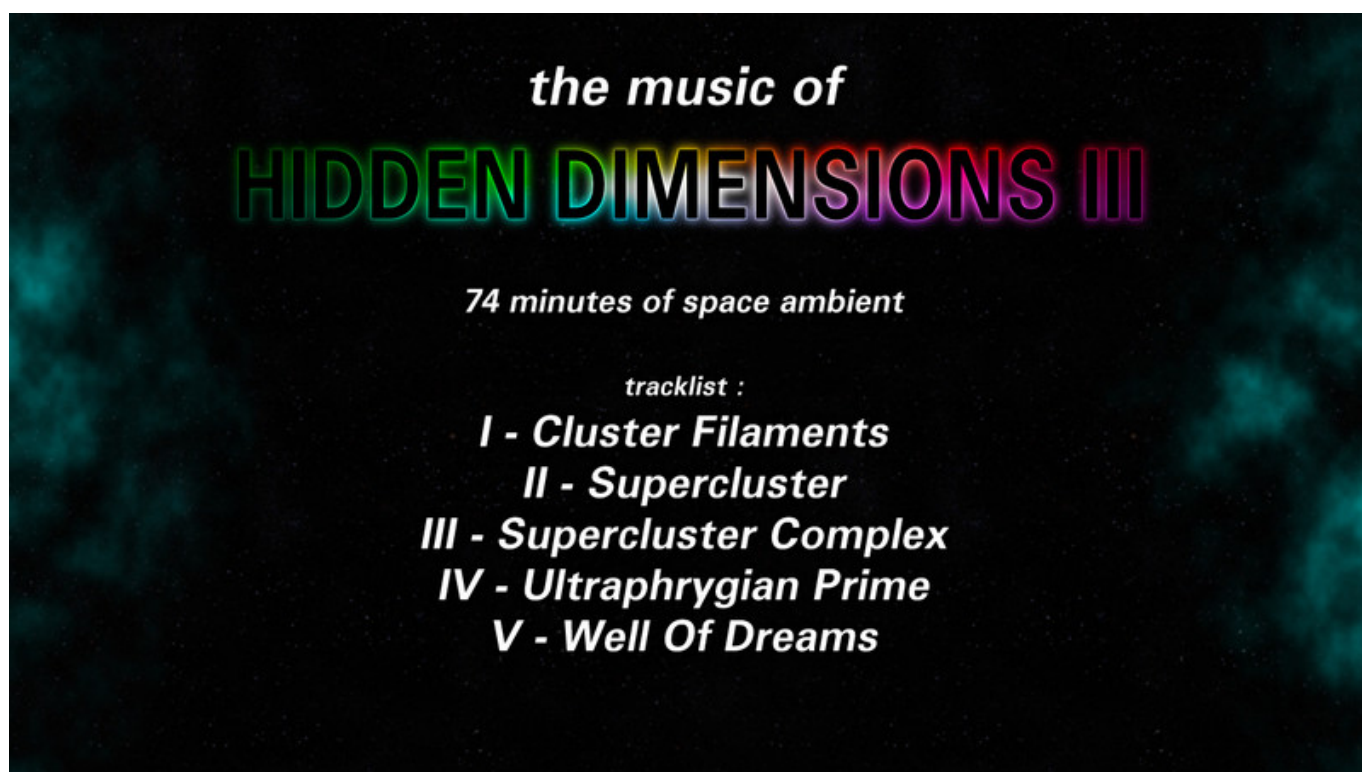 the music of
HIDDEN DIMENSIONS III
74 minutes of space ambient
tracklist :
I - Cluster Filaments
II - Supercluster
III - Supercluster Complex
IV - Ultraphrygian Prime
V - Well Of Dreams